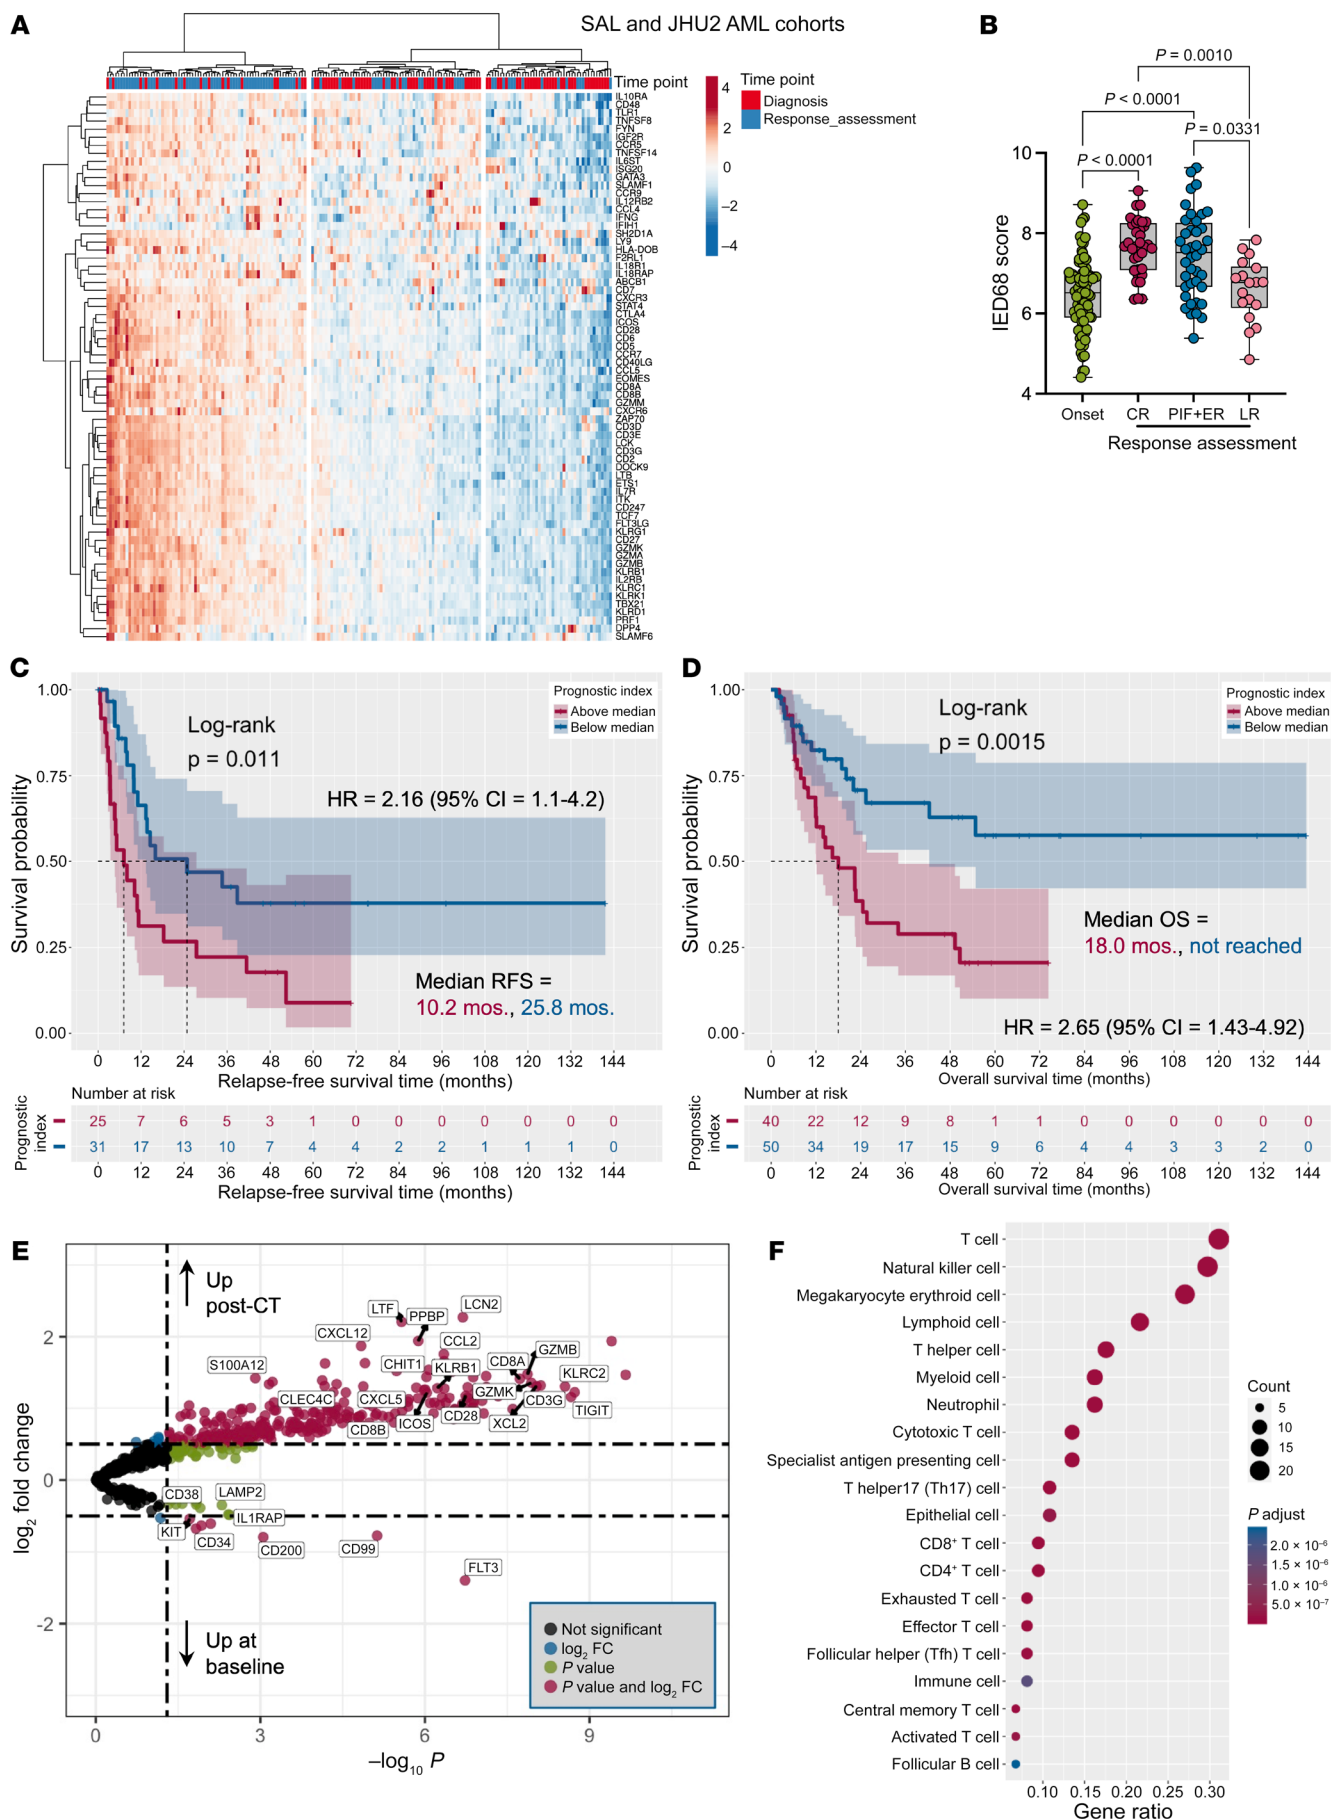 A
SAL and JHU2 AML cohorts
Time point
IL10RA
CD48
TLR1
TNFSF8
FYN
IGF2R
CCR5
TNFSF14
IL6ST
ISG20
GATA3
SLAMF1
CCR9
IL12RB2
CCL4
IFNG
IFIH1
SH2D1A
LY9
HLA-DOB
F2RL1
IL18R1
IL18RAP
ABCB1
CD7
CXCR3
STAT4
CTLA4
ICOS
CD28
CD6
CD5
CCR7
CD40LG
CCL5
EOMES
CD8A
CD8B
GZMM
CXCR6
ZAP70
CD3D
CD3E
LCK
CD3G
CD2
DOCK9
LTB
ETS1
IL7R
ITK
CD247
TCF7
FLT3LG
KLRG1
CD27
GZMK
GZMA
GZMB
KLRB1
IL2RB
KLRC1
KLRK1
TBX21
KLRD1
PRF1
DPP4
SLAMF6
4
2
0
−2
−4
Time point
Diagnosis
Response_assessment
B
P = 0.0010
P < 0.0001
P = 0.0331
P < 0.0001
IED68 score
10
8
6
4
Onset CR PIF+ER LR
Response assessment
C
Survival probability
1.00
0.75
0.50
0.25
0.00
Log-rank
p = 0.011
Prognostic index
Above median
Below median
HR = 2.16 (95% CI = 1.1-4.2)
Median RFS =
10.2 mos., 25.8 mos.
0 12 24 36 48 60 72 84 96 108 120 132 144
Relapse-free survival time (months)
Number at risk
Prognostic
index
25 7 6 5 3 1 0 0 0 0 0 0 0
31 17 13 10 7 4 4 2 2 1 1 1 0
0 12 24 36 48 60 72 84 96 108 120 132 144
Relapse-free survival time (months)
D
Survival probability
1.00
0.75
0.50
0.25
0.00
Log-rank
p = 0.0015
Prognostic index
Above median
Below median
Median OS =
18.0 mos., not reached
HR = 2.65 (95% CI = 1.43-4.92)
0 12 24 36 48 60 72 84 96 108 120 132 144
Overall survival time (months)
Number at risk
Prognostic
index
40 22 12 9 8 1 1 0 0 0 0 0 0
50 34 19 17 15 9 6 4 4 3 3 2 0
0 12 24 36 48 60 72 84 96 108 120 132 144
Overall survival time (months)
E
Up
post-CT
log2 fold change
2
0
-2
LTF
PPBP
LCN2
CXCL12
CCL2
S100A12
CHIT1
KLRB1
CD8A
GZMB
KLRC2
CLEC4C
CXCL5
GZMK
CD3G
TIGIT
CD8B
ICOS
CD28
XCL2
CD38
LAMP2
IL1RAP
KIT
CD34
CD200
CD99
FLT3
Up at
baseline
Not significant
log2 FC
P value
P value and log2 FC
0 3 6 9
−log10 P
F
T cell
Natural killer cell
Megakaryocyte erythroid cell
Lymphoid cell
T helper cell
Myeloid cell
Neutrophil
Cytotoxic T cell
Specialist antigen presenting cell
T helper17 (Th17) cell
Epithelial cell
CD8+ T cell
CD4+ T cell
Exhausted T cell
Effector T cell
Follicular helper (Tfh) T cell
Immune cell
Central memory T cell
Activated T cell
Follicular B cell
0.10 0.15 0.20 0.25 0.30
Gene ratio
Count
5
10
15
20
P adjust
2.0 × 10⁻⁶
1.5 × 10⁻⁶
1.0 × 10⁻⁶
5.0 × 10⁻⁷